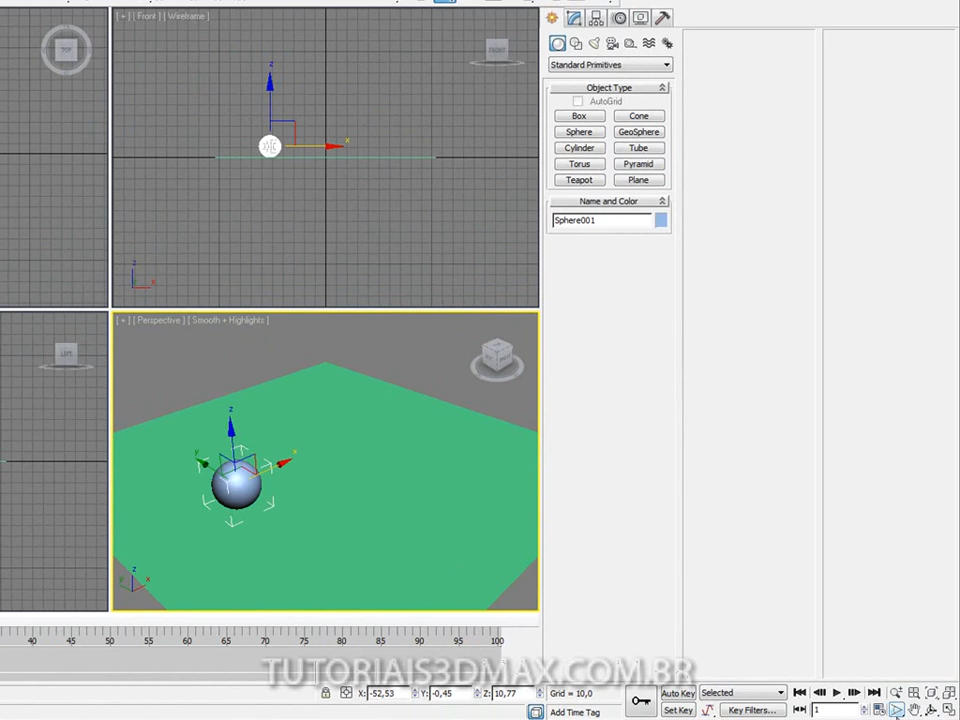 TOP
[ + ] [ Front ] [ Wireframe ]
FRONT
z
x
z
x
Standard Primitives
Object Type
AutoGrid
Box Cone
Sphere GeoSphere
Cylinder Tube
Torus Pyramid
Teapot Plane
Name and Color
Sphere001
LEFT
[ + ] [ Perspective ] [ Smooth + Highlights ]
z
y
x
z
y
x
40 45 50 55 60 65 70 75 80 85 90 95 100
TUTORIAIS3DMAX.COM.BR
X: -52,53 Y: -0,45 Z: 10,77 Grid = 10,0 Auto Key Selected
Add Time Tag Set Key Key Filters... 1